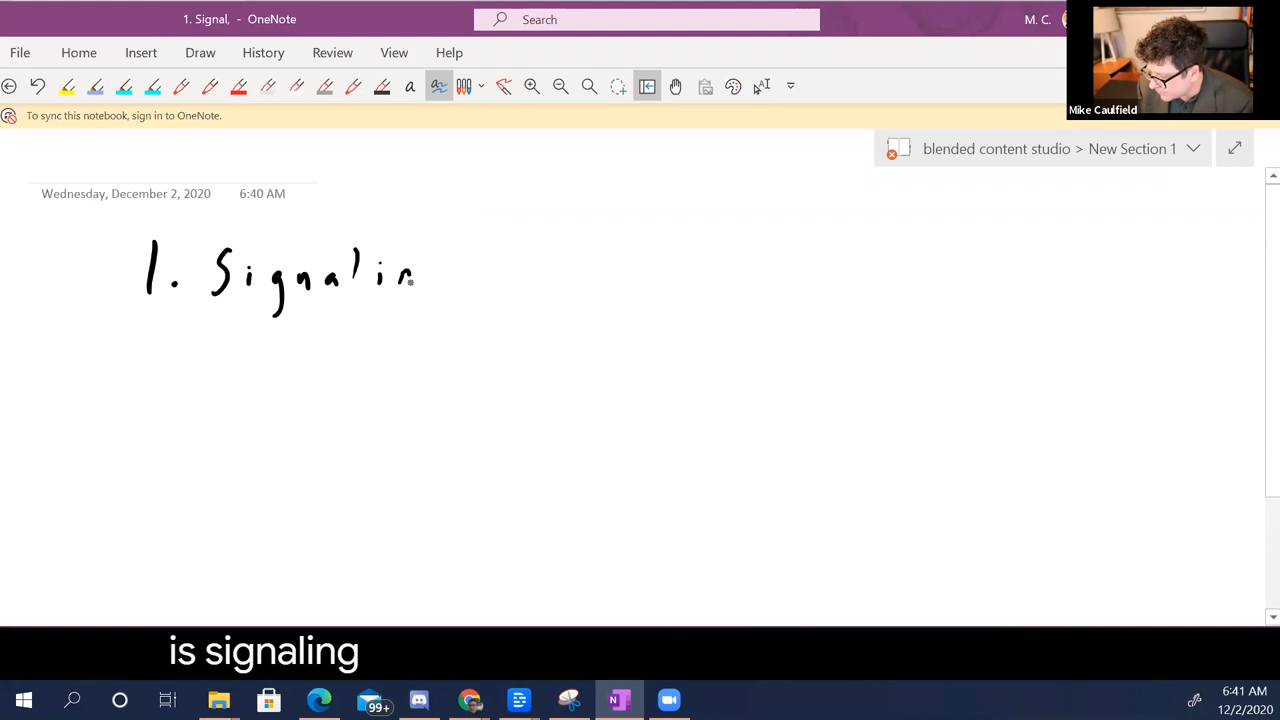 1. Signal, - OneNote
Search
M. C.
File Home Insert Draw History Review View Help
Mike Caulfield
To sync this notebook, sign in to OneNote.
blended content studio > New Section 1
Wednesday, December 2, 2020 6:40 AM
1. Signalin
is signaling
99+
N
6:41 AM
12/2/2020